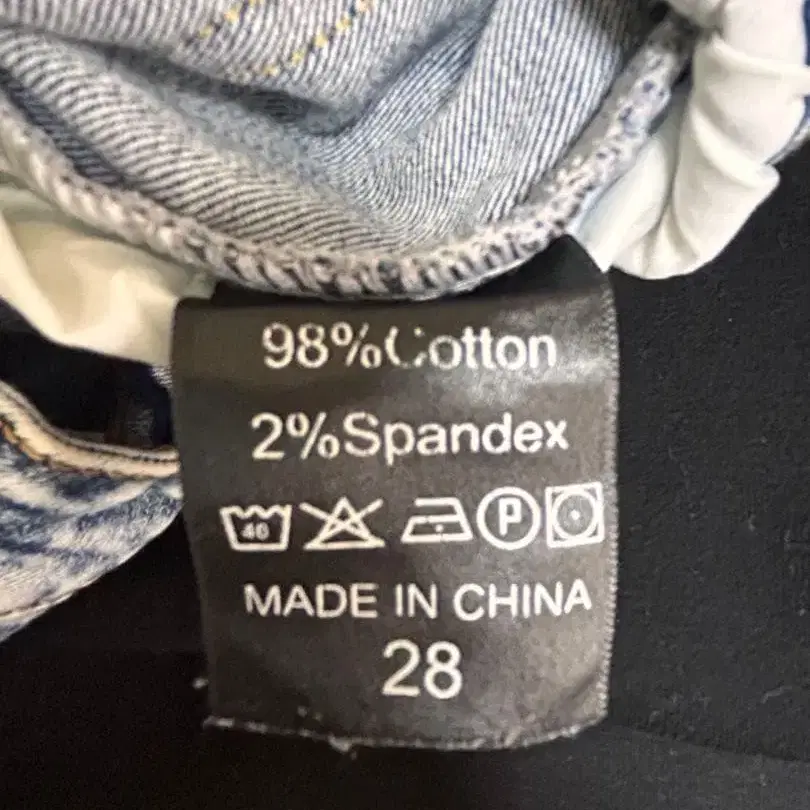 98%Cotton
2%Spandex
40 P
MADE IN CHINA
28